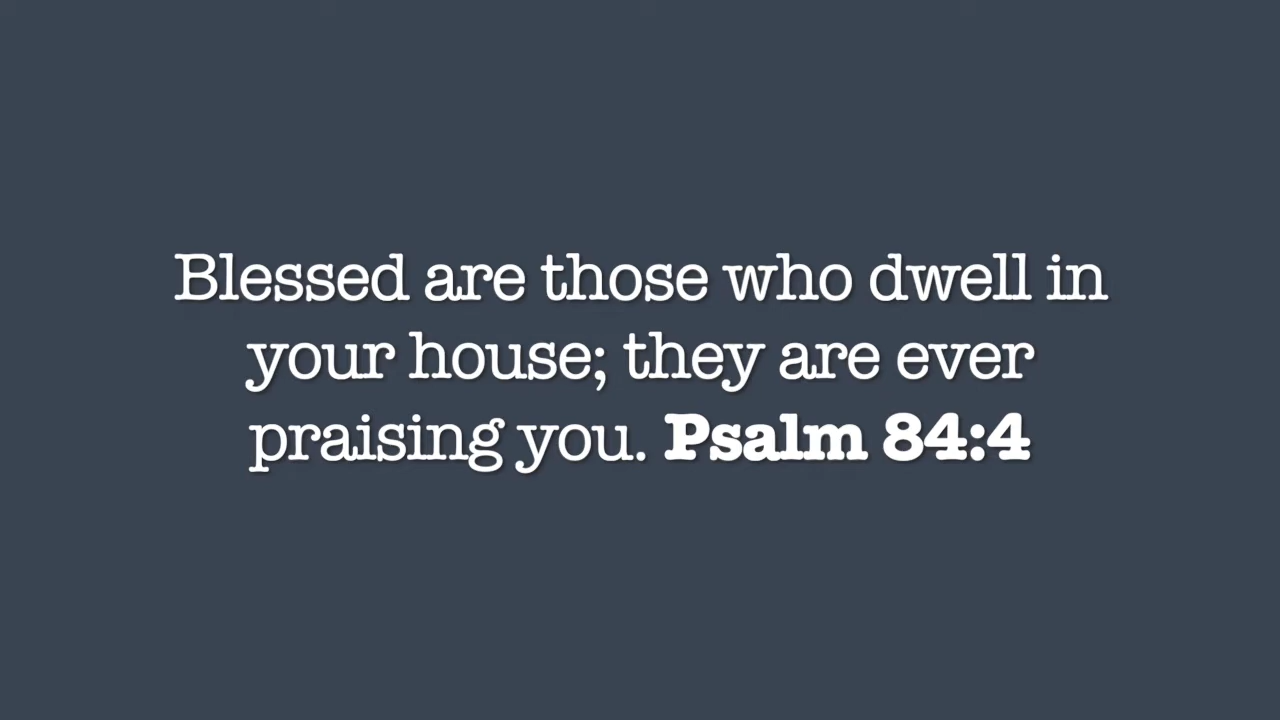 Blessed are those who dwell in
your house; they are ever
praising you. Psalm 84:4